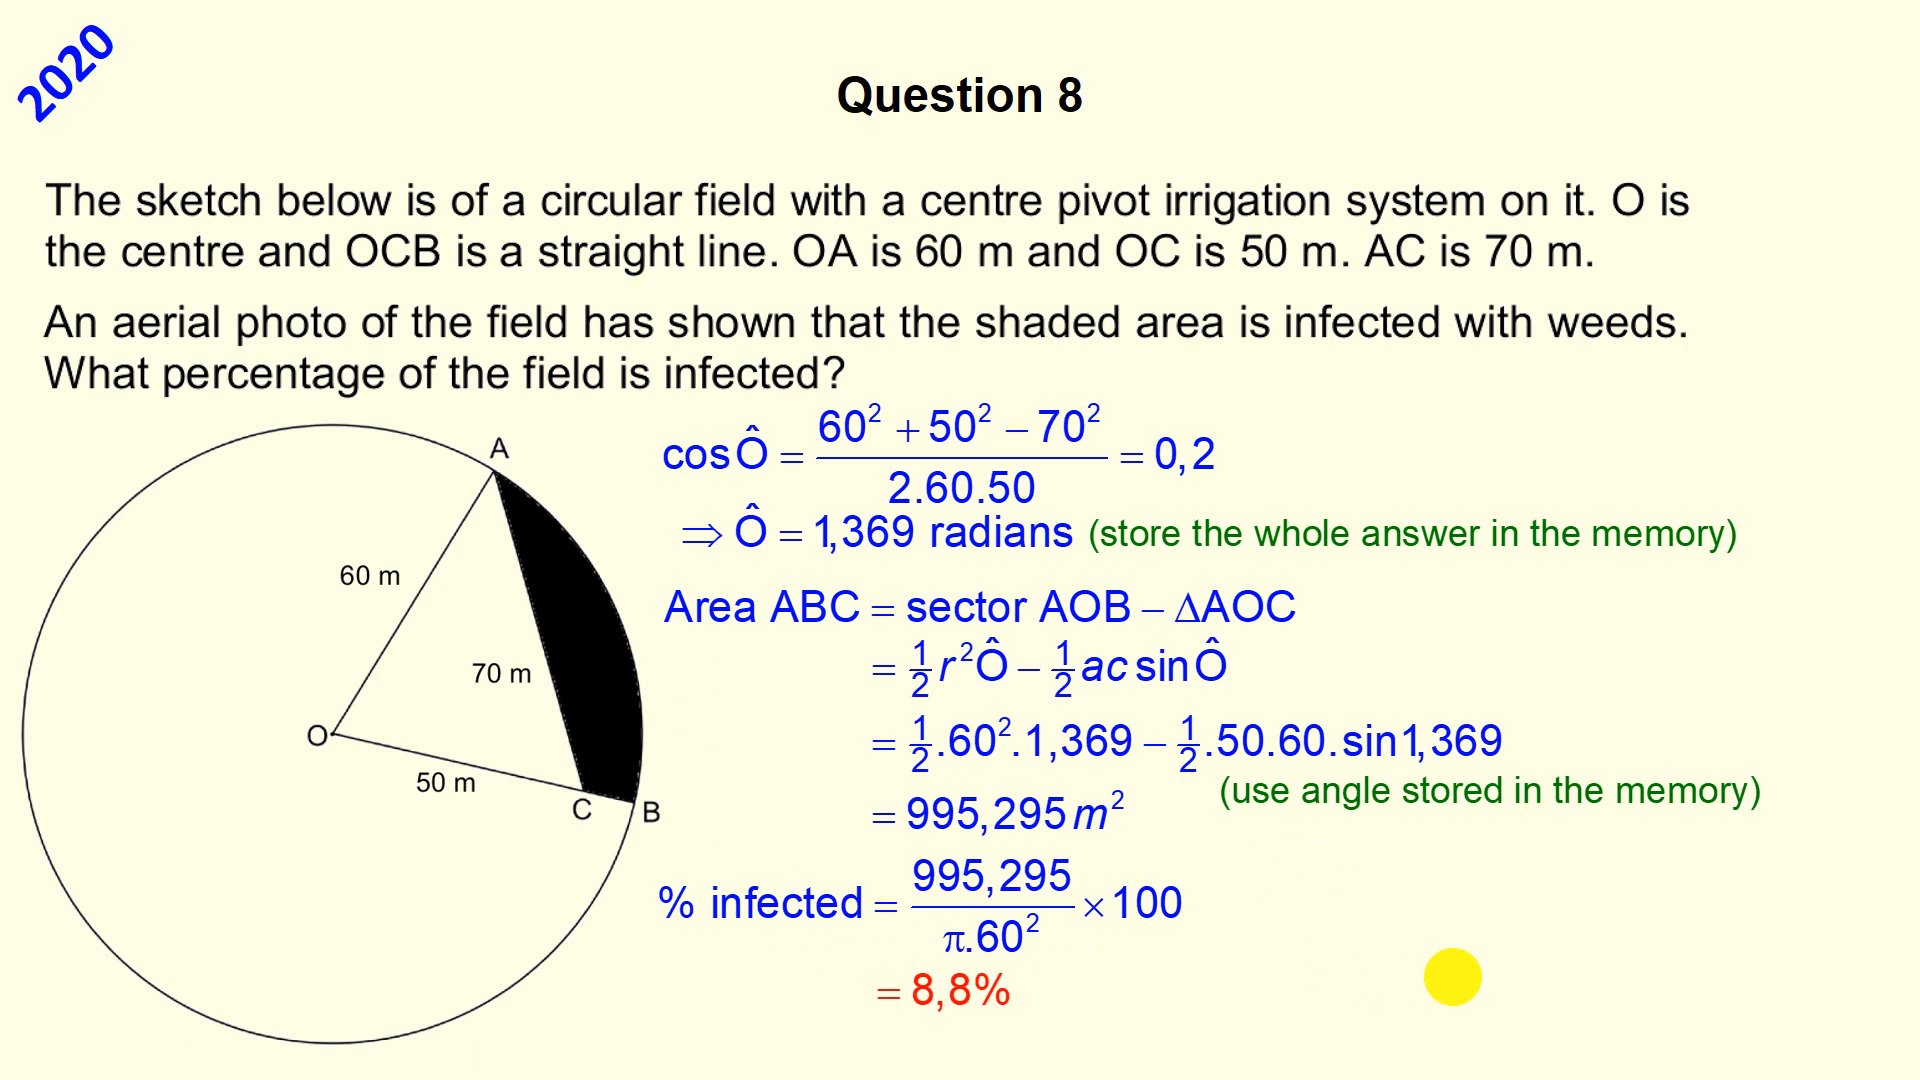 2020
Question 8
The sketch below is of a circular field with a centre pivot irrigation system on it. O is
the centre and OCB is a straight line. OA is 60 m and OC is 50 m. AC is 70 m.
An aerial photo of the field has shown that the shaded area is infected with weeds.
What percentage of the field is infected?
A
60 m
70 m
O
50 m
C
B
cos Ô = (60² + 50² − 70²) / (2.60.50) = 0,2
⇒ Ô = 1,369 radians (store the whole answer in the memory)
Area ABC = sector AOB − ΔAOC
= ½ r² Ô − ½ ac sin Ô
= ½ .60².1,369 − ½ .50.60.sin1,369
(use angle stored in the memory)
= 995,295 m²
% infected = 995,295 / π.60² × 100
= 8,8%